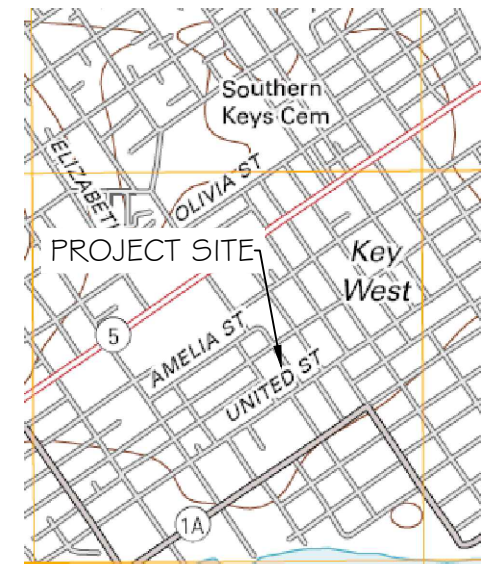 Southern
Keys Cem
ELIZABETH
OLIVIA ST
PROJECT SITE
Key
West
5
AMELIA ST
UNITED ST
1A